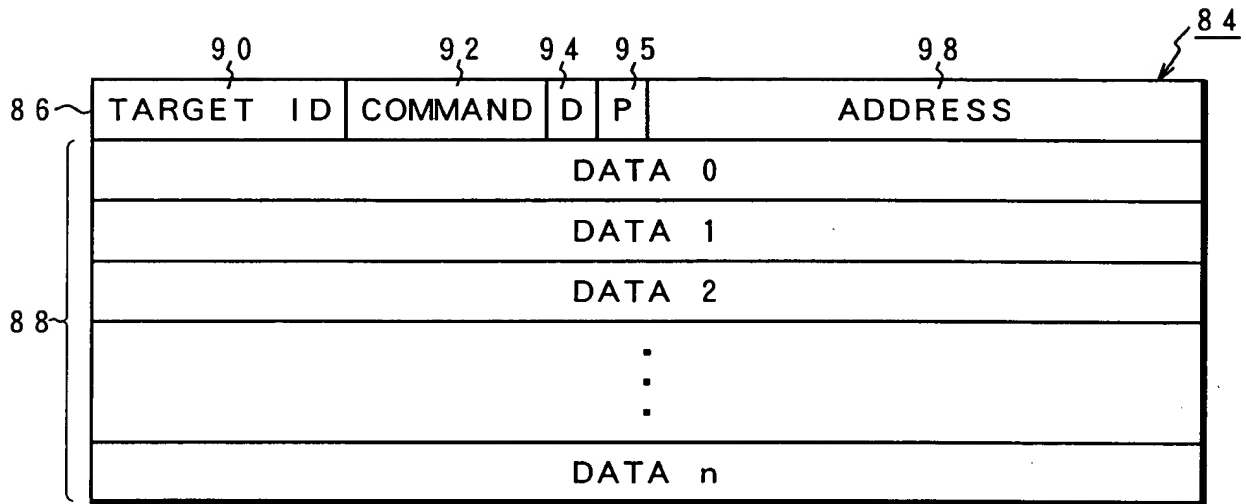 84
90 92 94 95 98
86 TARGET ID COMMAND D P ADDRESS
DATA 0
DATA 1
DATA 2
88
DATA n